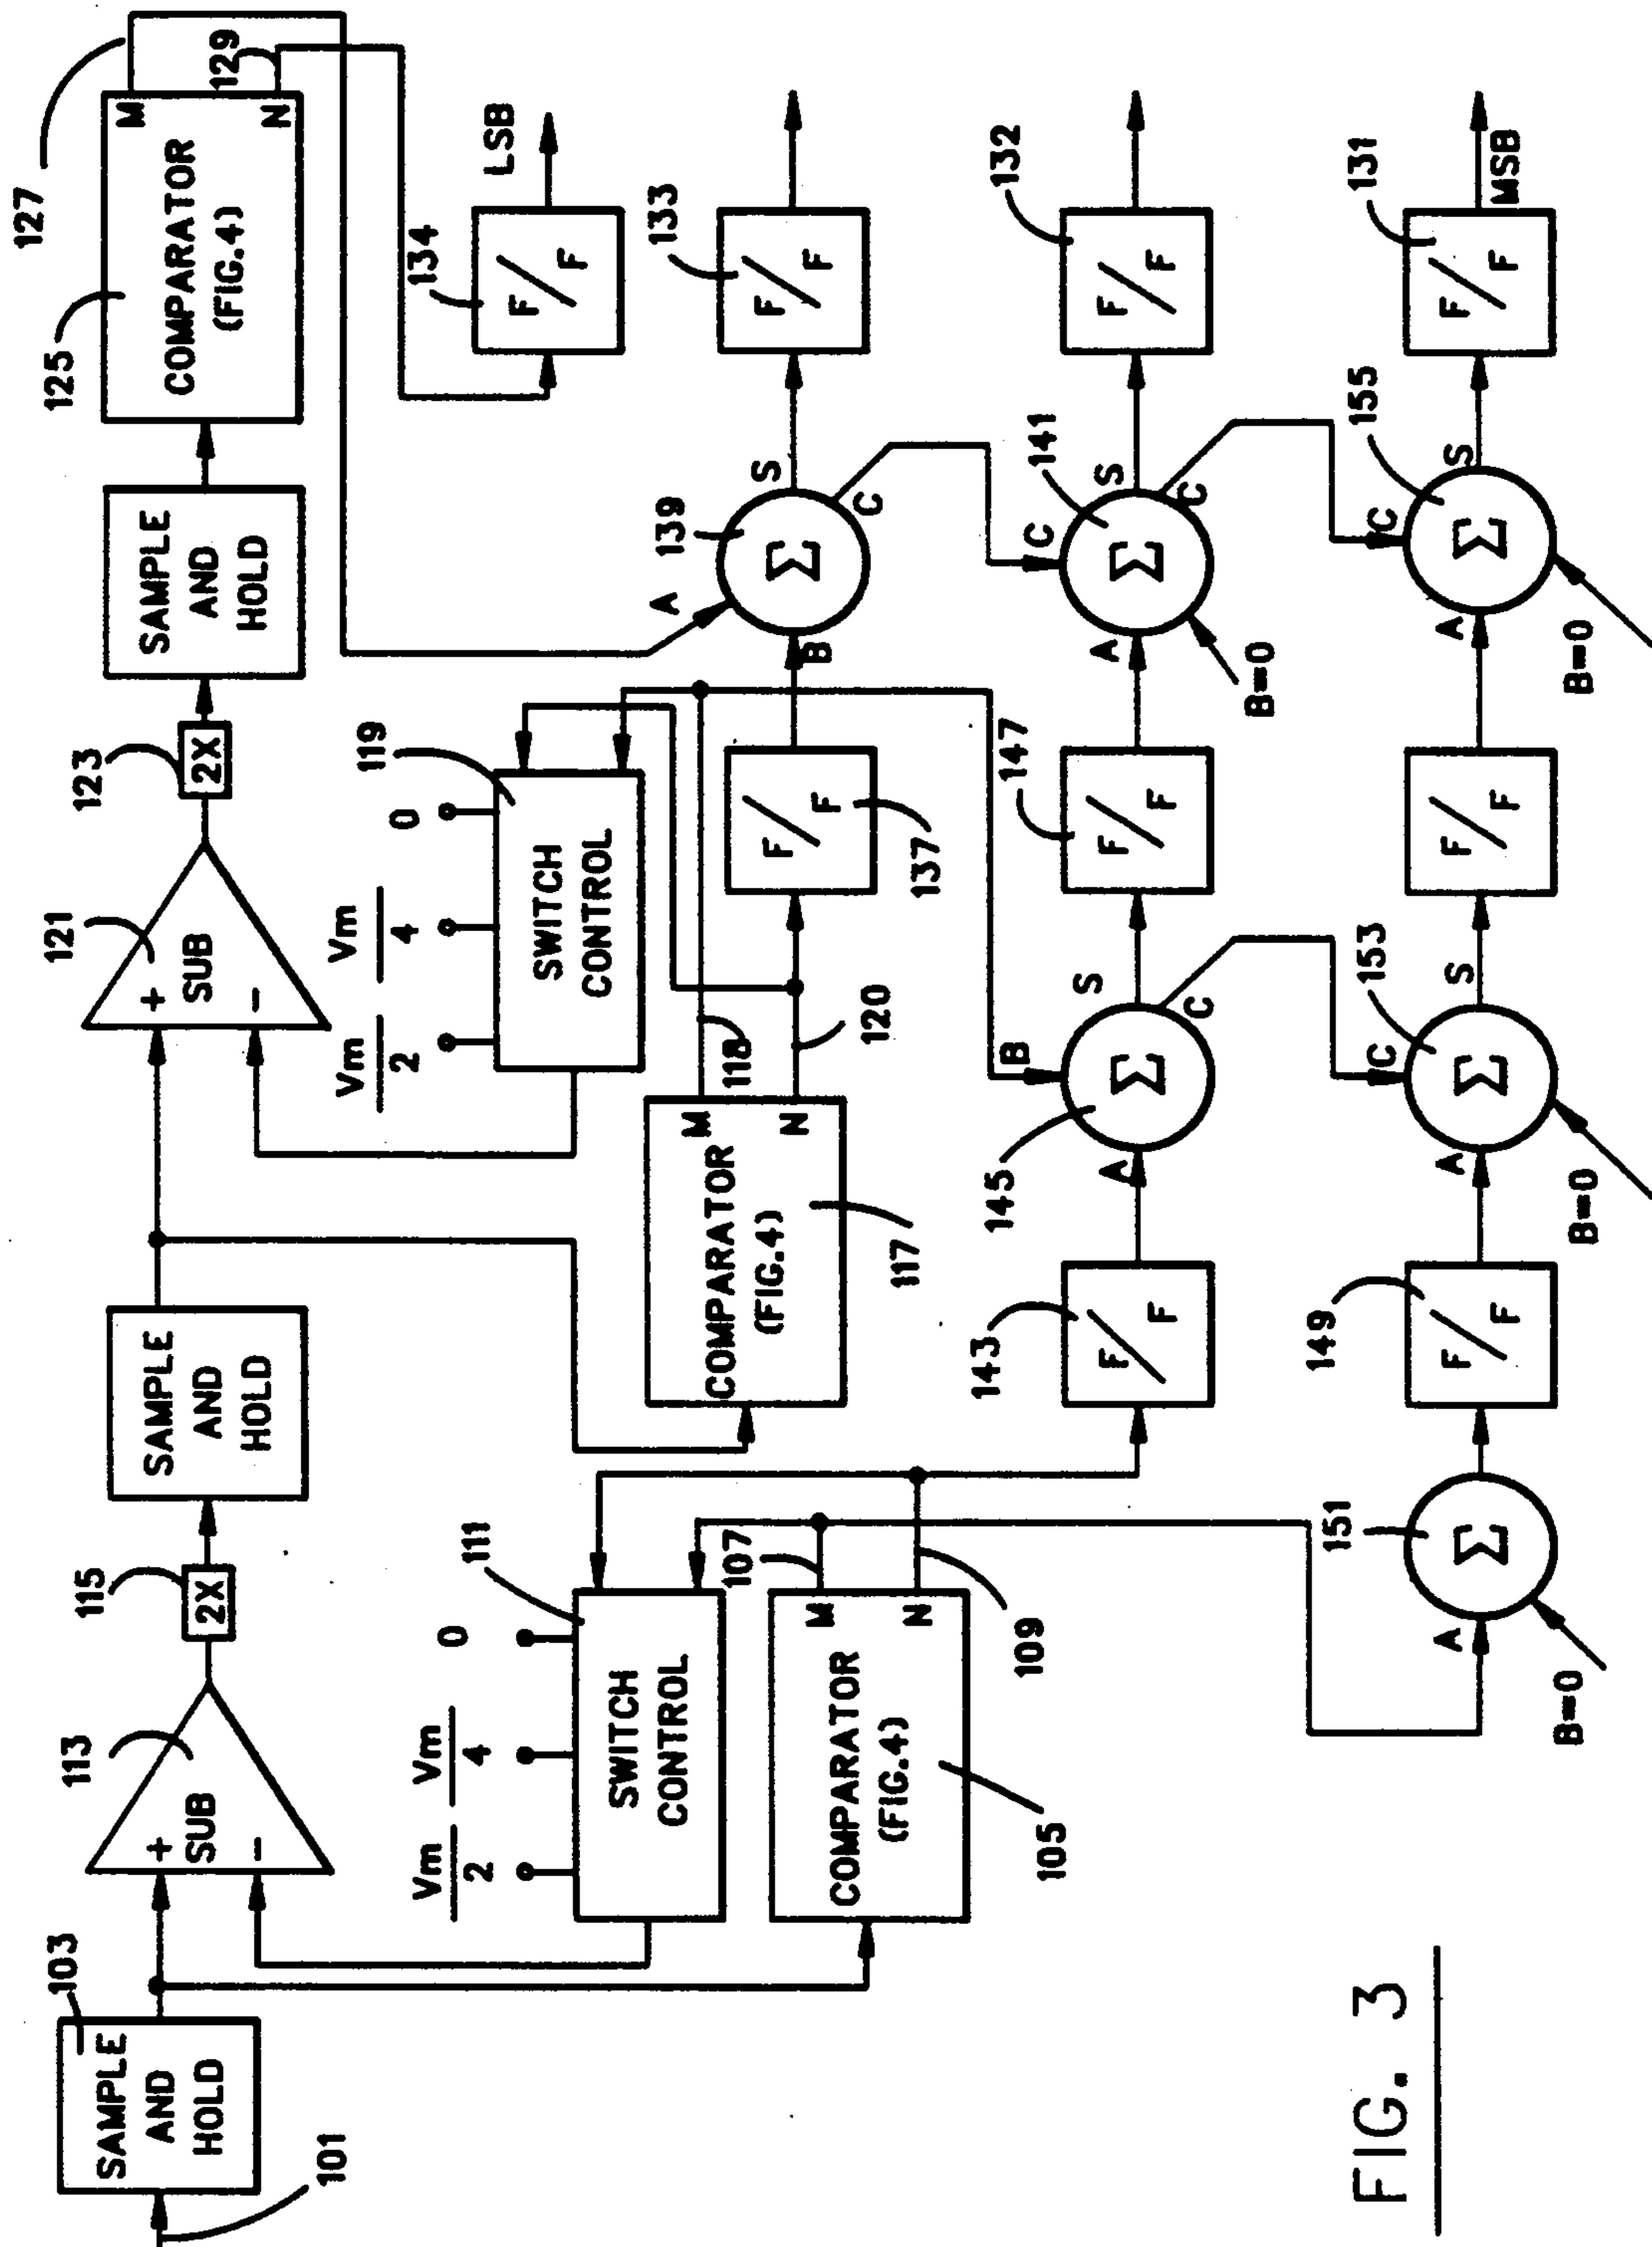 101
SAMPLE
AND
HOLD
103
+
SUB
-
113
2X
115
SAMPLE
AND
HOLD
+
SUB
-
121
2X
123
SAMPLE
AND
HOLD
COMPARATOR
(FIG.4)
M
N
125
127
129
Vm
2
Vm
4
0
SWITCH
CONTROL
111
Vm
2
Vm
4
0
SWITCH
CONTROL
119
COMPARATOR
(FIG.4)
M
N
105
107
109
COMPARATOR
(FIG.4)
M
N
117
118
120
F/F
134
LSB
F/F
137
B
A
Σ
139
S
C
F/F
133
F/F
143
A
B
Σ
145
S
C
F/F
147
A
C
B=0
Σ
141
S
C
F/F
132
A
B=0
Σ
151
F/F
149
A
C
B=0
Σ
153
S
F/F
A
C
B=0
Σ
155
S
F/F
131
MSB
FIG. 3